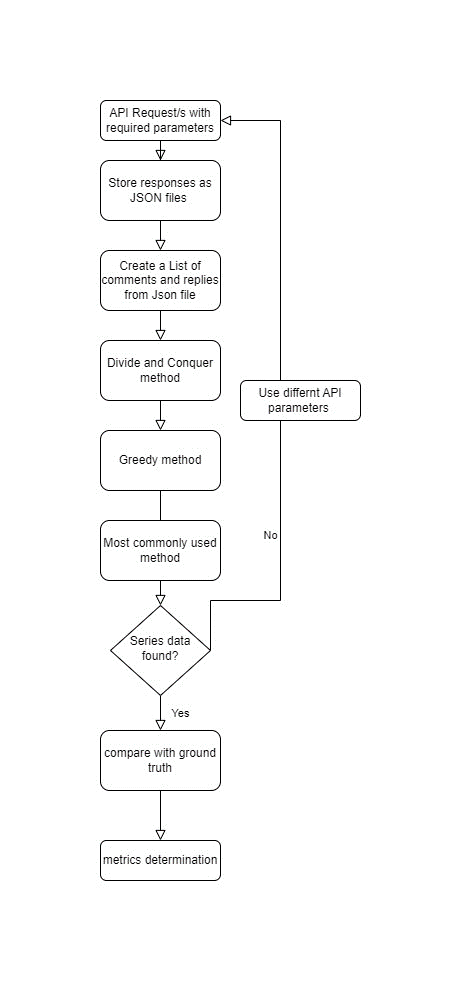 API Request/s with
required parameters
Store responses as
JSON files
Create a List of
comments and replies
from Json file
Divide and Conquer
method
Use differnt API
parameters
Greedy method
No
Most commonly used
method
Series data
found?
Yes
compare with ground
truth
metrics determination